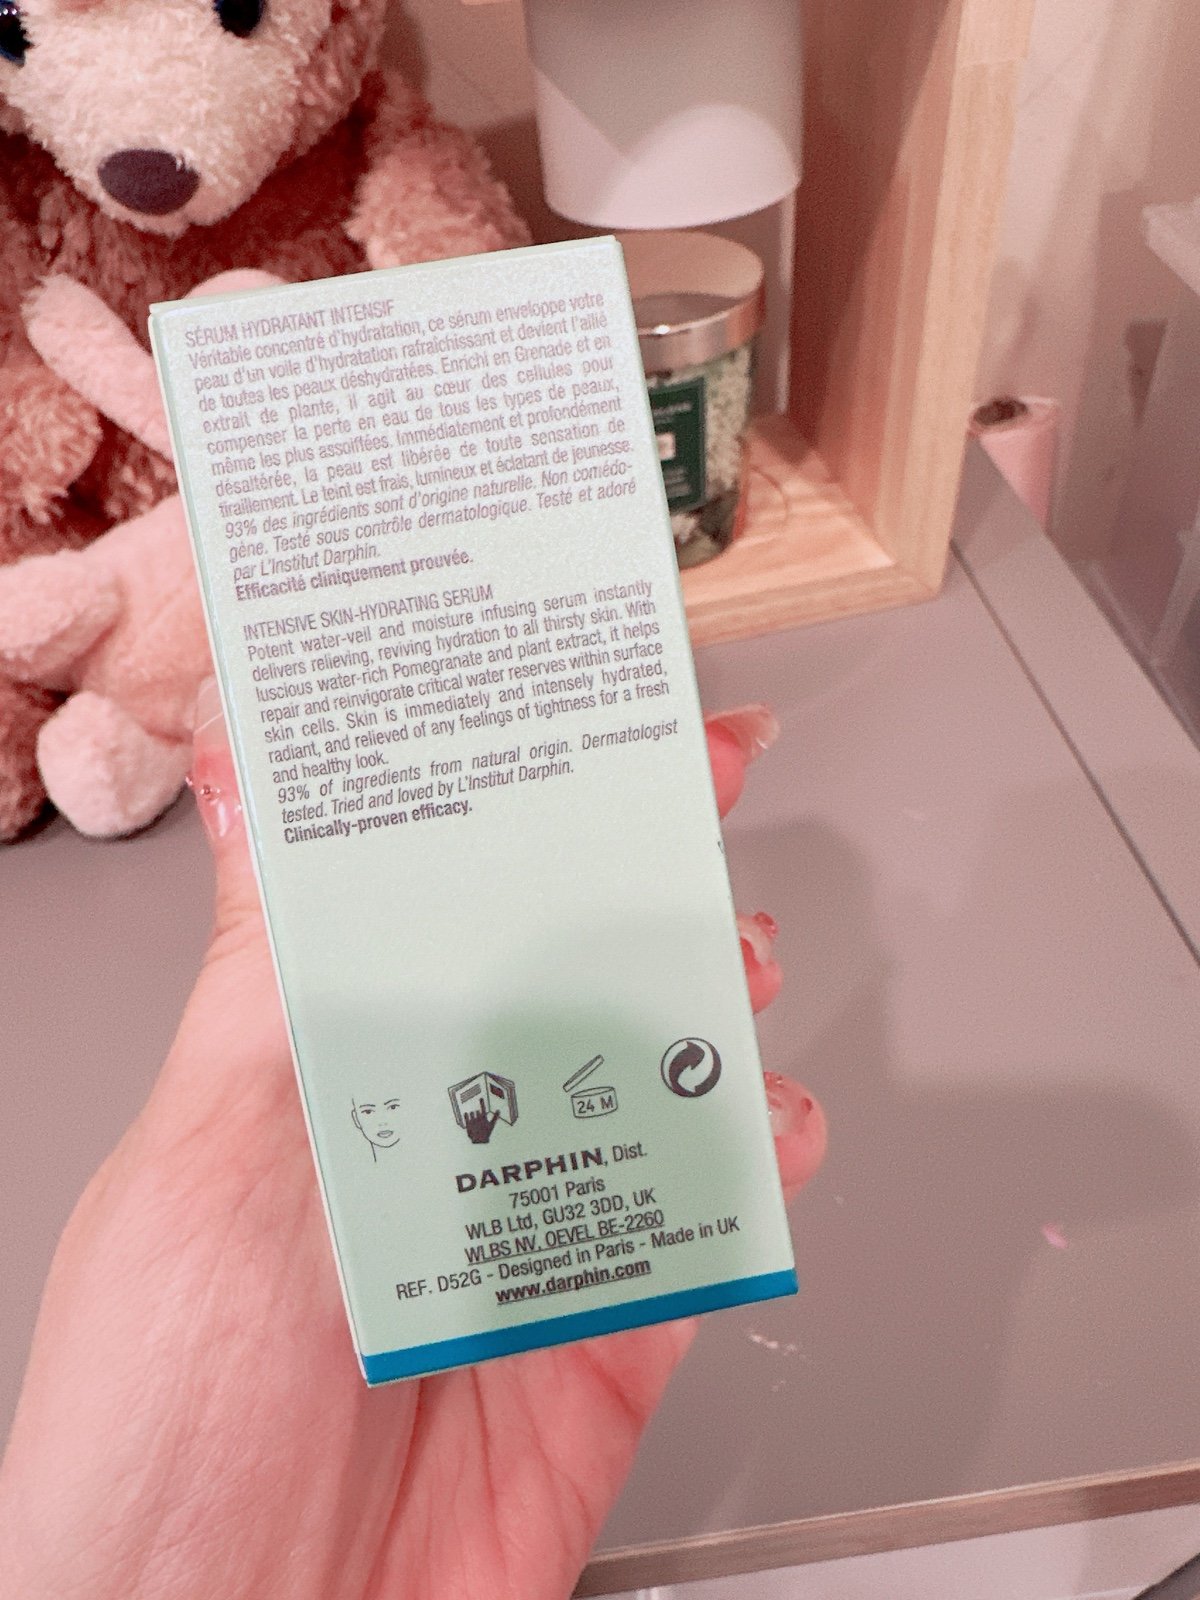 SÉRUM HYDRATANT INTENSIF
Véritable concentré d'hydratation, ce sérum enveloppe votre
peau d'un voile d'hydratation rafraîchissant et devient l'allié
de toutes les peaux déshydratées. Enrichi en Grenade et en
extrait de plante, il agit au cœur des cellules pour
compenser la perte en eau de tous les types de peaux,
même les plus assoiffées. Immédiatement et profondément
désaltérée, la peau est libérée de toute sensation de
tiraillement. Le teint est frais, lumineux et éclatant de jeunesse.
93% des ingrédients sont d'origine naturelle. Non comédo-
gène. Testé sous contrôle dermatologique. Testé et adoré
par L'Institut Darphin.
Efficacité cliniquement prouvée.
INTENSIVE SKIN-HYDRATING SERUM
Potent water-veil and moisture infusing serum instantly
delivers relieving, reviving hydration to all thirsty skin. With
luscious water-rich Pomegranate and plant extract, it helps
repair and reinvigorate critical water reserves within surface
skin cells. Skin is immediately and intensely hydrated,
radiant, and relieved of any feelings of tightness for a fresh
and healthy look.
93% of ingredients from natural origin. Dermatologist
tested. Tried and loved by L'Institut Darphin.
Clinically-proven efficacy.
24 M
DARPHIN, Dist.
75001 Paris
WLB Ltd, GU32 3DD, UK
WLBS NV, OEVEL BE-2260
REF. D52G - Designed in Paris - Made in UK
www.darphin.com